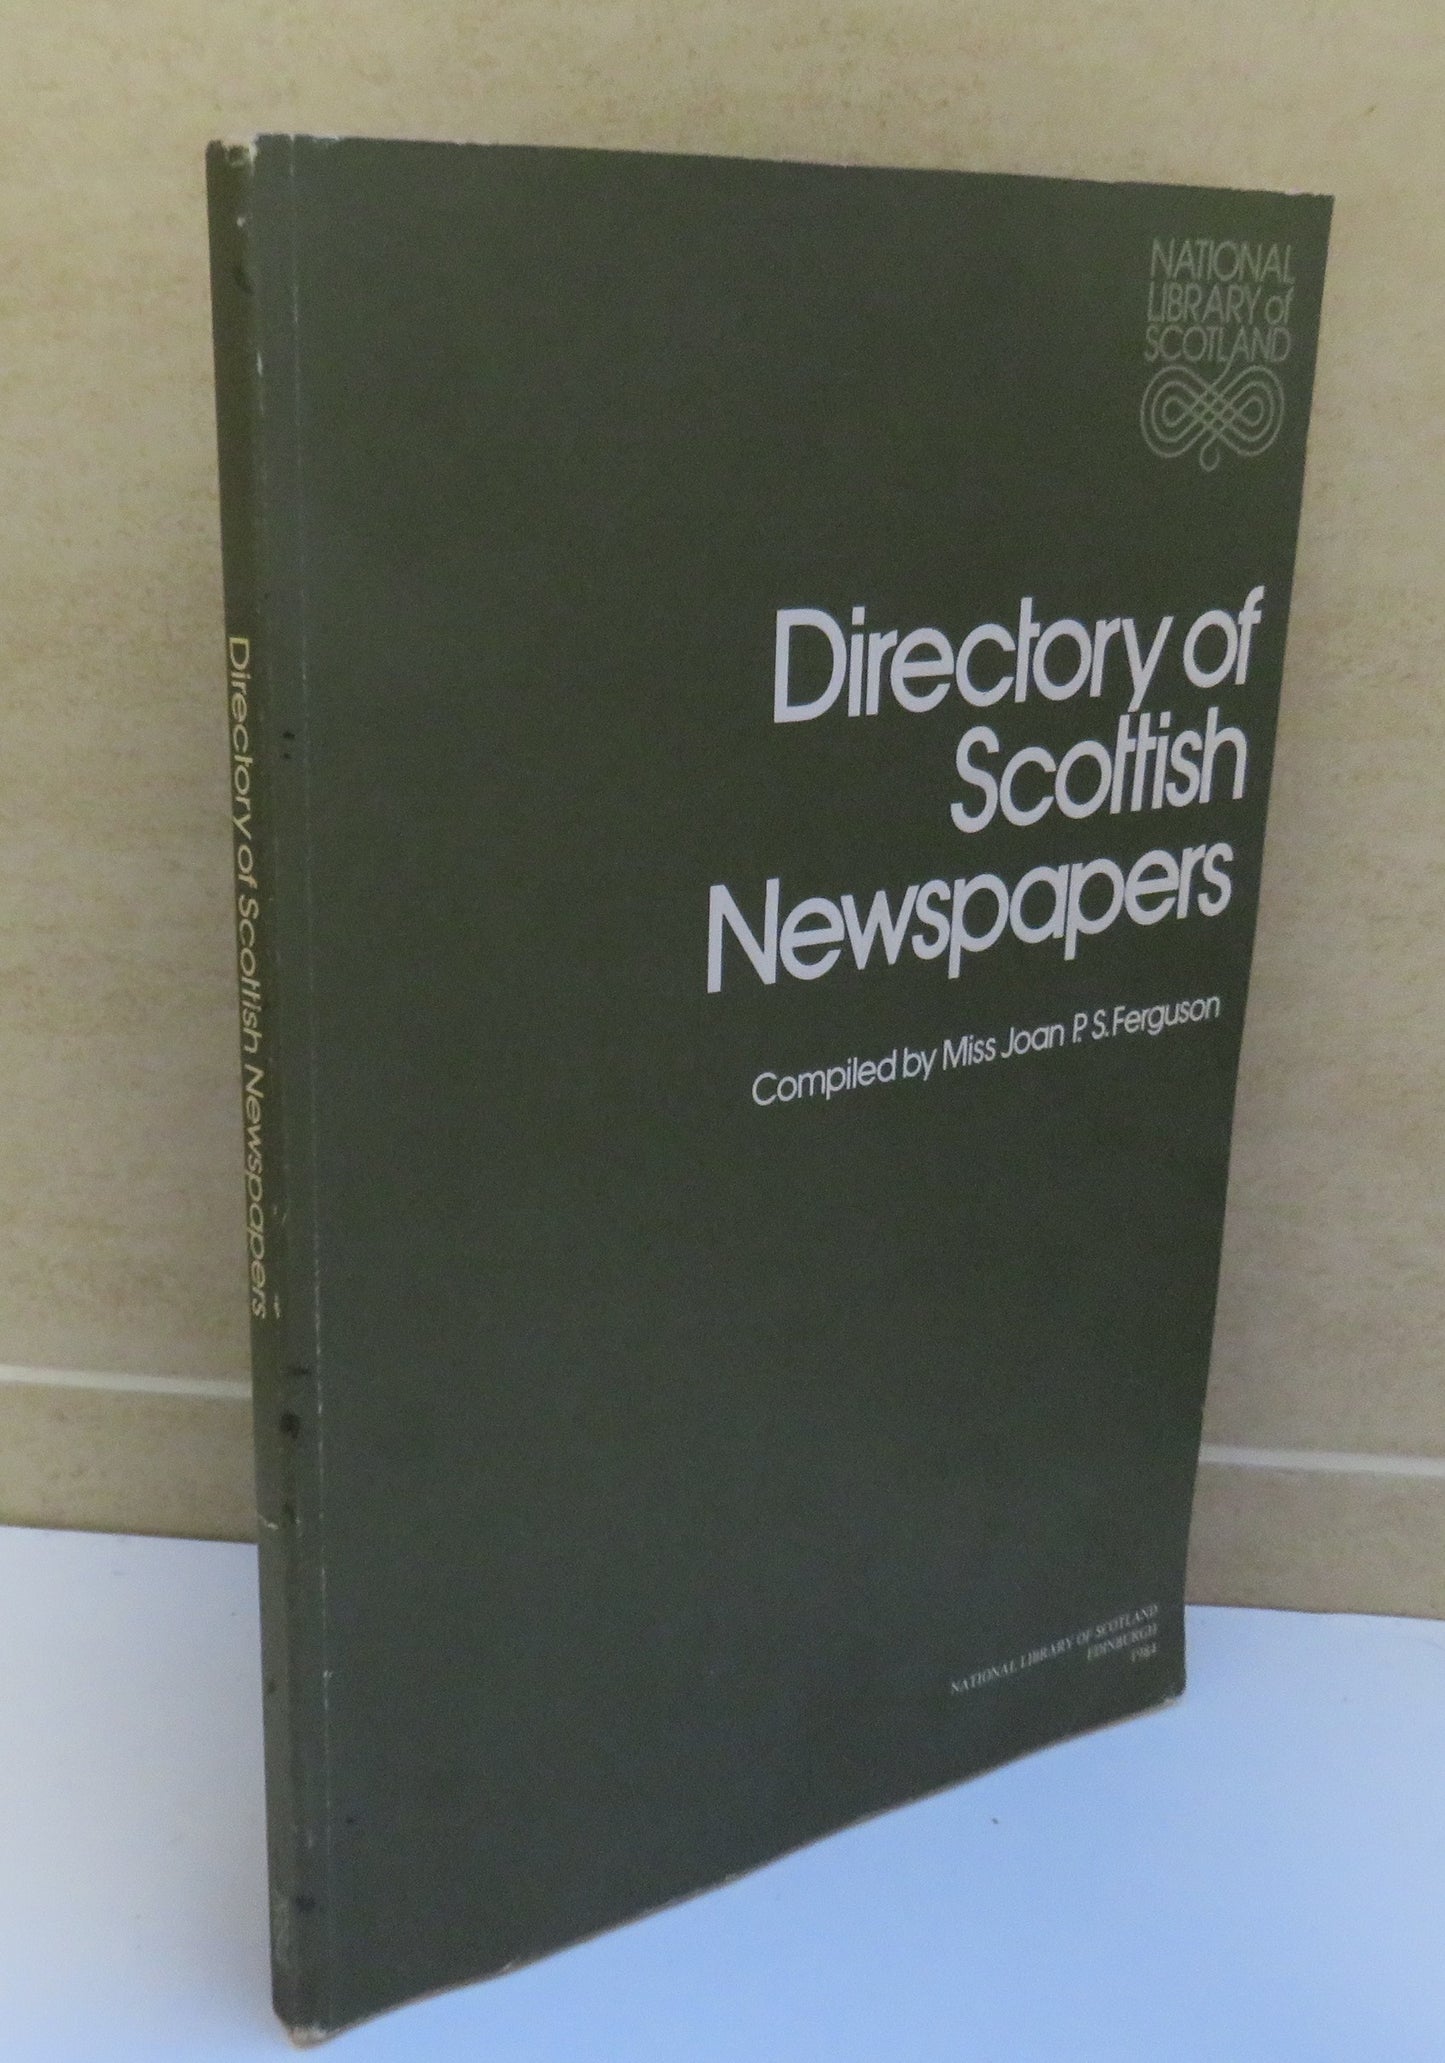 NATIONAL
LIBRARY of
SCOTLAND
Directory of
Scottish
Newspapers
Compiled by Miss Joan P. S. Ferguson
NATIONAL LIBRARY OF SCOTLAND
EDINBURGH
1984
Directory of Scottish Newspapers